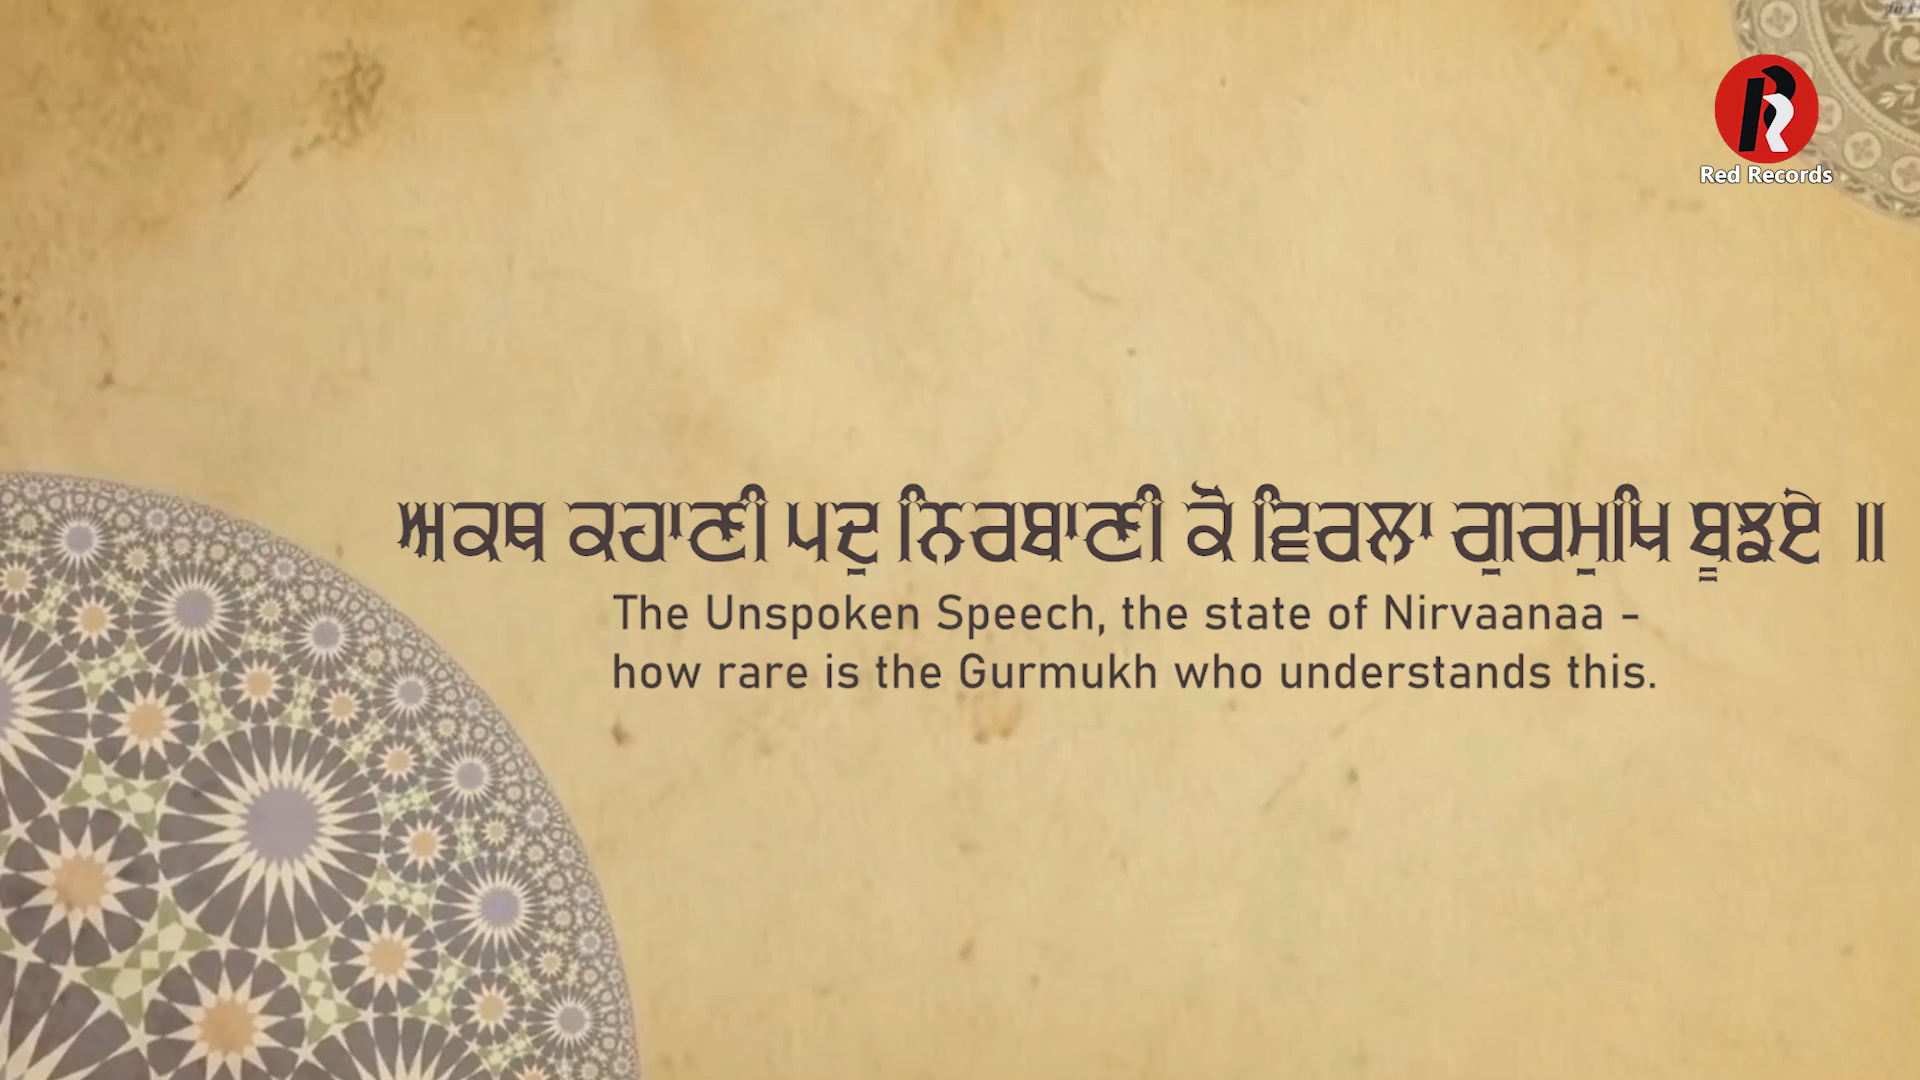 Red Records
ਅਕਥ ਕਹਾਣੀ ਪਦੁ ਨਿਰਬਾਣੀ ਕੋ ਵਿਰਲਾ ਗੁਰਮੁਖਿ ਬੂਝਏ ॥
The Unspoken Speech, the state of Nirvaanaa -
how rare is the Gurmukh who understands this.